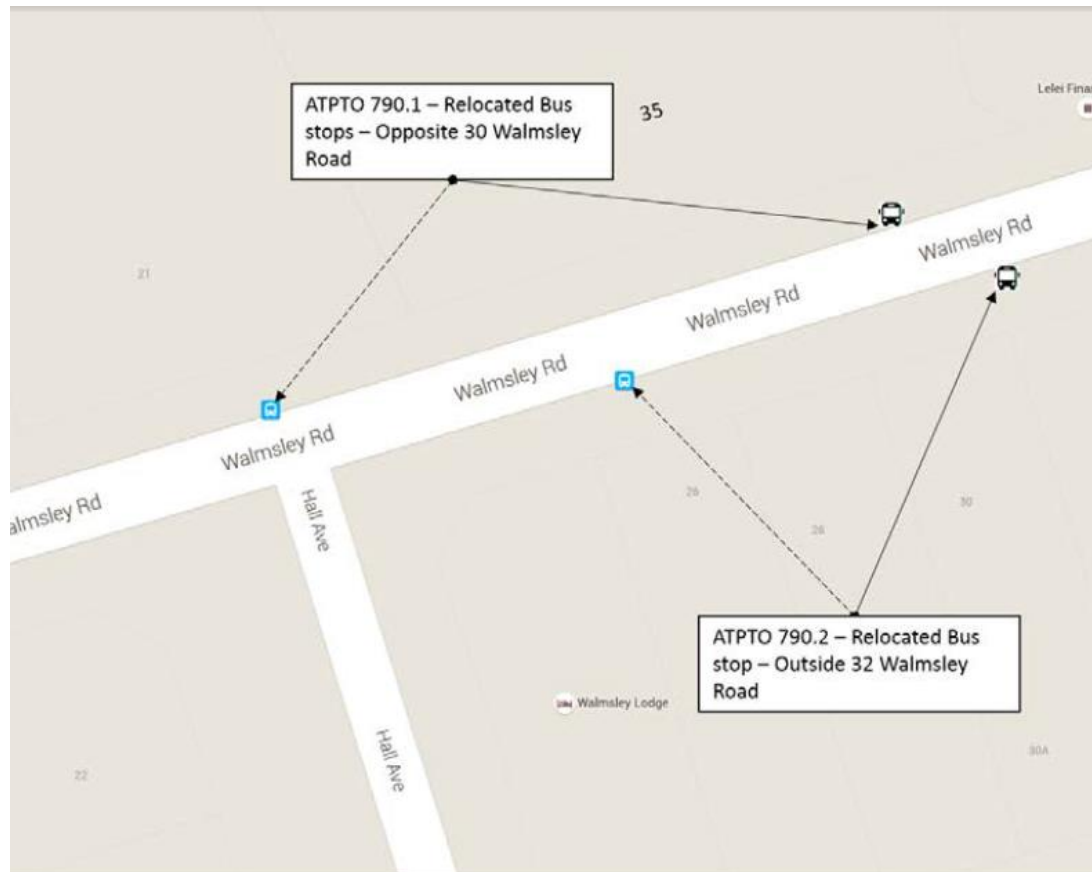 Lelei Finan
ATPTO 790.1 – Relocated Bus
stops – Opposite 30 Walmsley
Road
35
Walmsley Rd
21
Walmsley Rd
Walmsley Rd
Walmsley Rd
almsley Rd
Hall Ave
26
28
30
ATPTO 790.2 – Relocated Bus
stop – Outside 32 Walmsley
Road
Walmsley Lodge
Hall Ave
30A
22